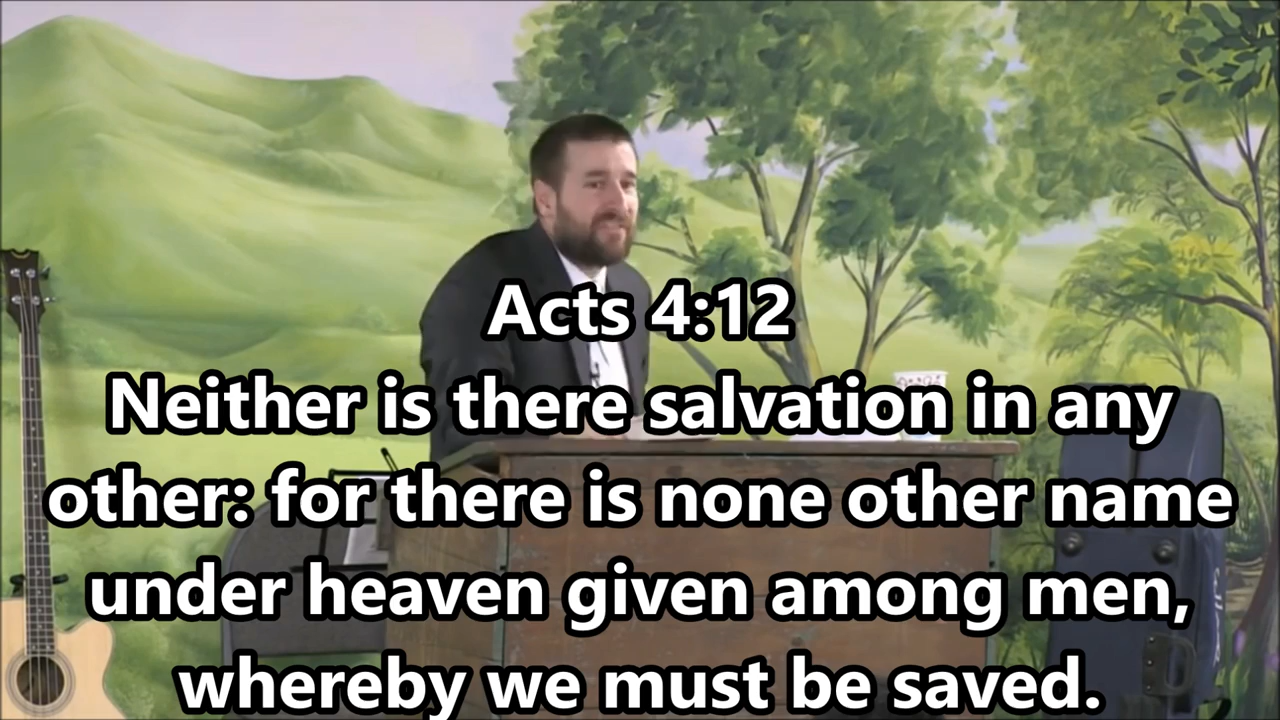 Acts 4:12
Neither is there salvation in any
other: for there is none other name
under heaven given among men,
whereby we must be saved.